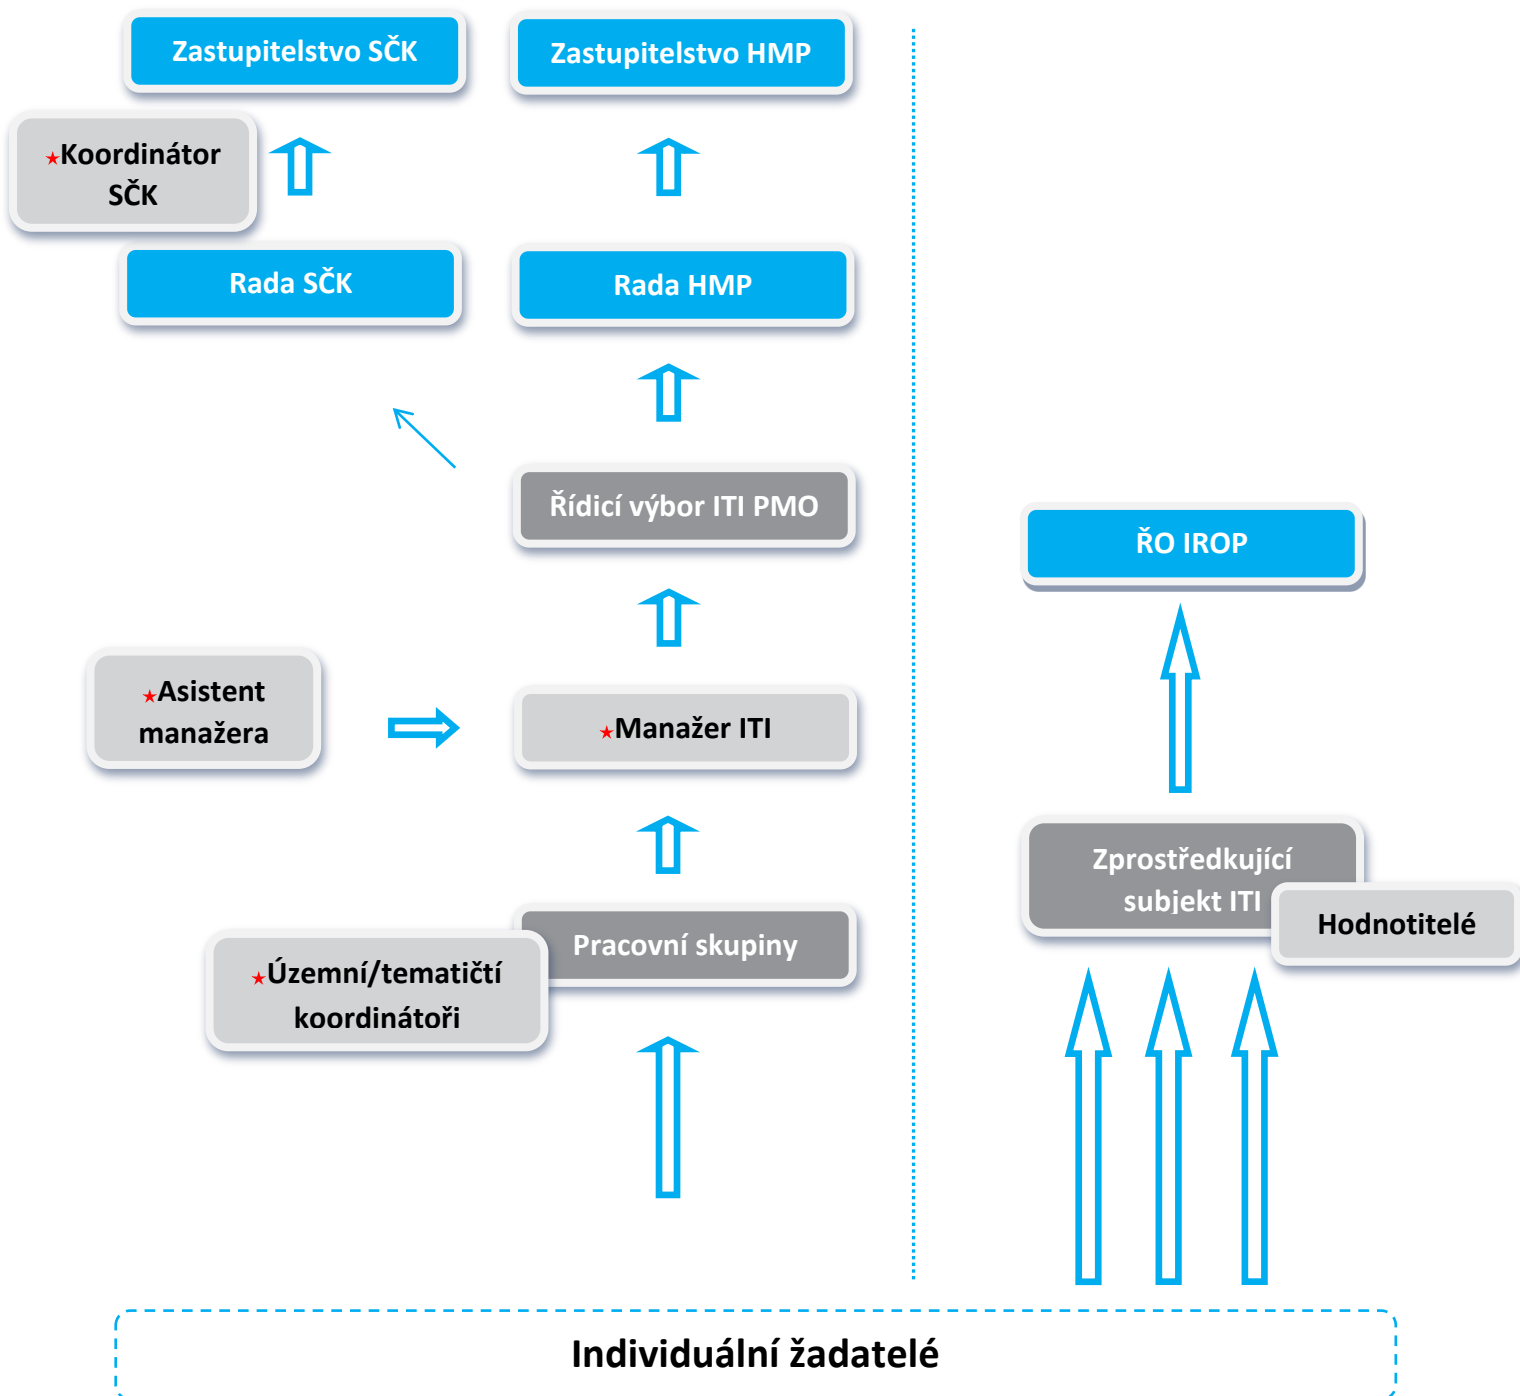 Zastupitelstvo SČK
Zastupitelstvo HMP
★Koordinátor
SČK
Rada SČK
Rada HMP
Řídicí výbor ITI PMO
ŘO IROP
★Asistent
manažera
★Manažer ITI
Zprostředkující
subjekt ITI
Hodnotitelé
Pracovní skupiny
★Územní/tematičtí
koordinátoři
Individuální žadatelé